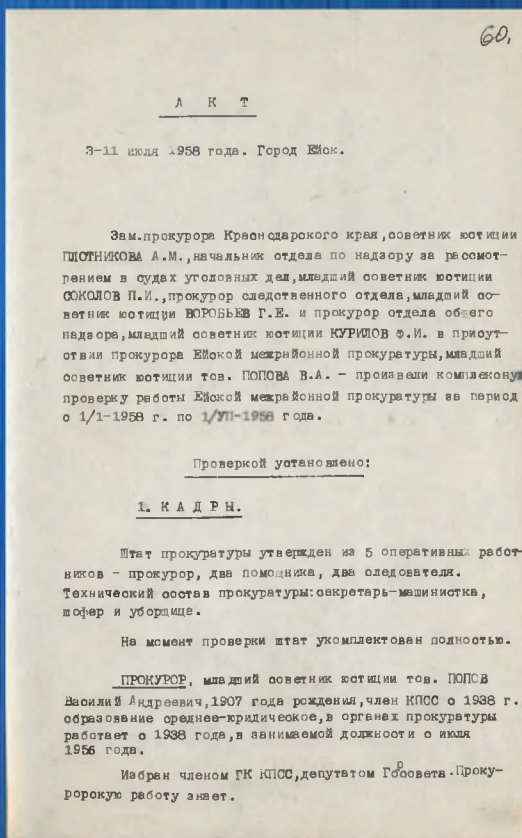 60,
А К Т
3-11 июля 1958 года. Город Ейск.
Зам.прокурора Краснодарского края,советник юстиции
ПЛОТНИКОВА А.М.,начальник отдела по надзору за рассмот-
рением в судах уголовных дел,младший советник юстиции
СОКОЛОВ П.И.,прокурор следственного отдела,младший со-
ветник юстиции ВОРОБЬЕВ Г.Е. и прокурор отдела общего
надзора,младший советник юстиции КУРИЛОВ Ф.И. в присут-
ствии прокурора Ейской межрайонной прокуратуры,младший
советник юстиции тов. ПОПОВА В.А. – произвели комплексную
проверку работы Ейской межрайонной прокуратуры за период
с 1/1-1958 г. по 1/УП-1958 года.
Проверкой установлено:
1. К А Д Р Ы.
Штат прокуратуры утвержден из 5 оперативных работ-
ников – прокурор, два помощника, два следователя.
Технический состав прокуратуры:секретарь-машинистка,
шофер и уборщице.
На момент проверки штат укомплектован полностью.
ПРОКУРОР, младший советник юстиции тов. ПОПОВ
Василий Андреевич,1907 года рождения,член КПСС с 1938 г.
образование среднее-юридическое,в органах прокуратуры
работает с 1938 года,в занимаемой должности с июля
1956 года.
Избран членом ГК КПСС,депутатом Горсовета.Проку-
рорскую работу знает.